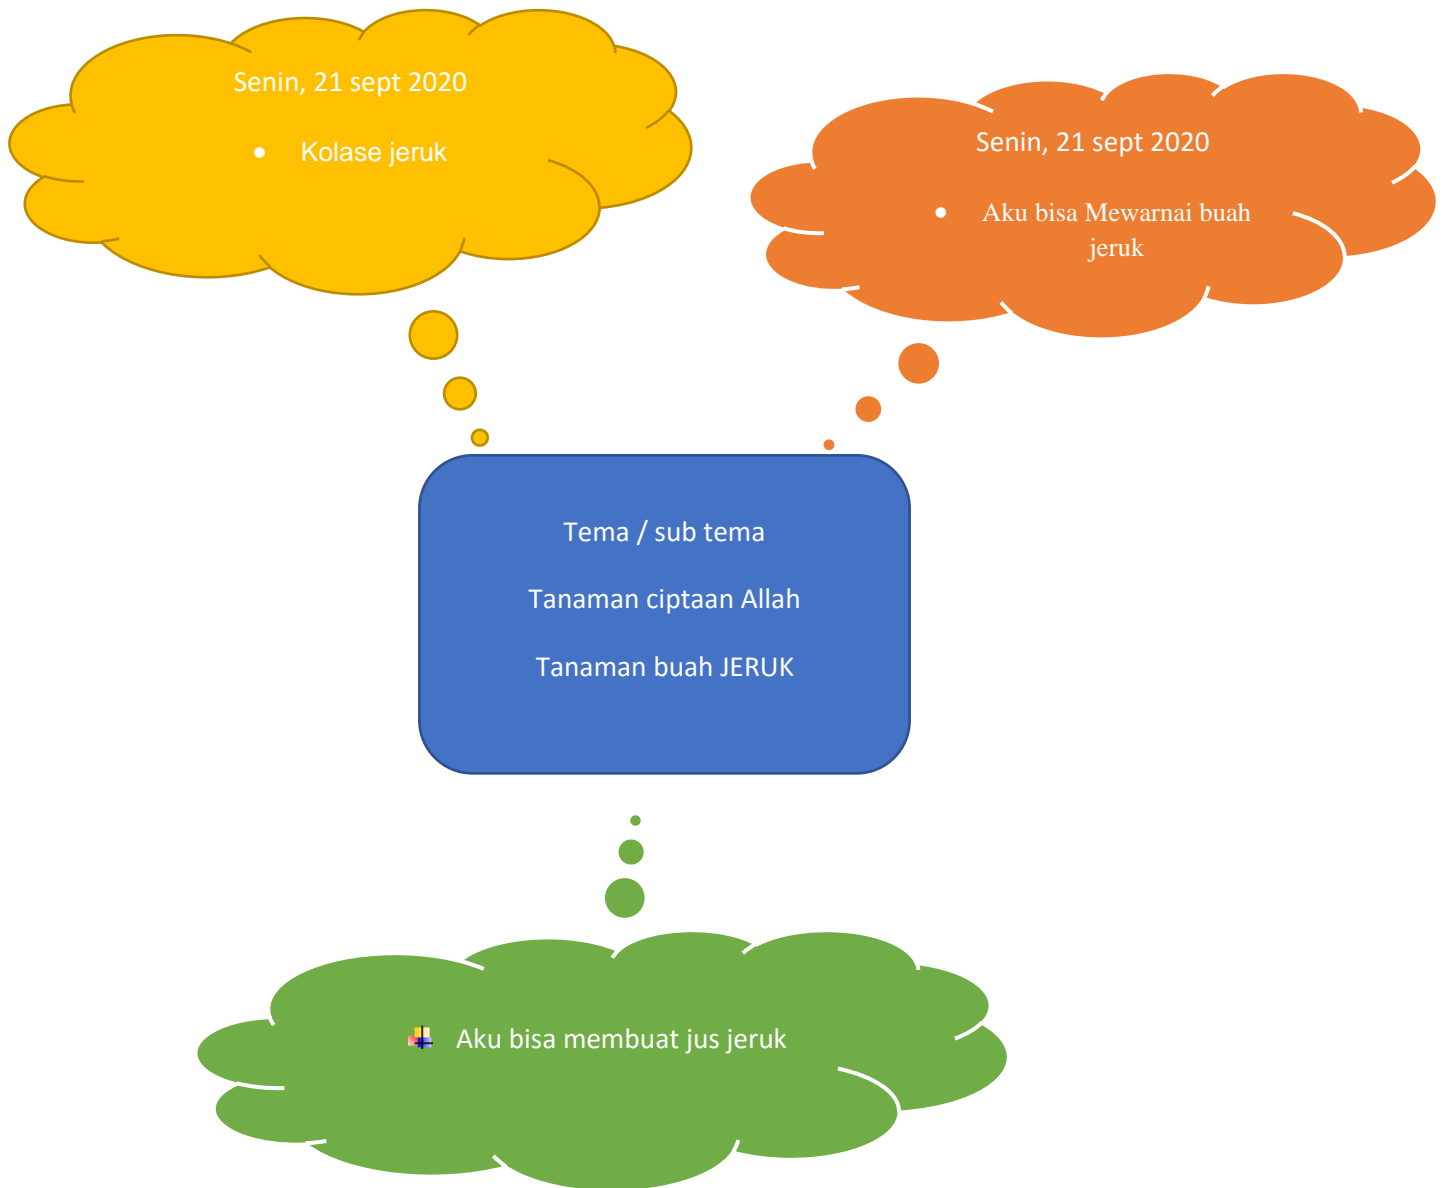 Senin, 21 sept 2020
• Kolase jeruk
Senin, 21 sept 2020
• Aku bisa Mewarnai buah
jeruk
Tema / sub tema
Tanaman ciptaan Allah
Tanaman buah JERUK
Aku bisa membuat jus jeruk